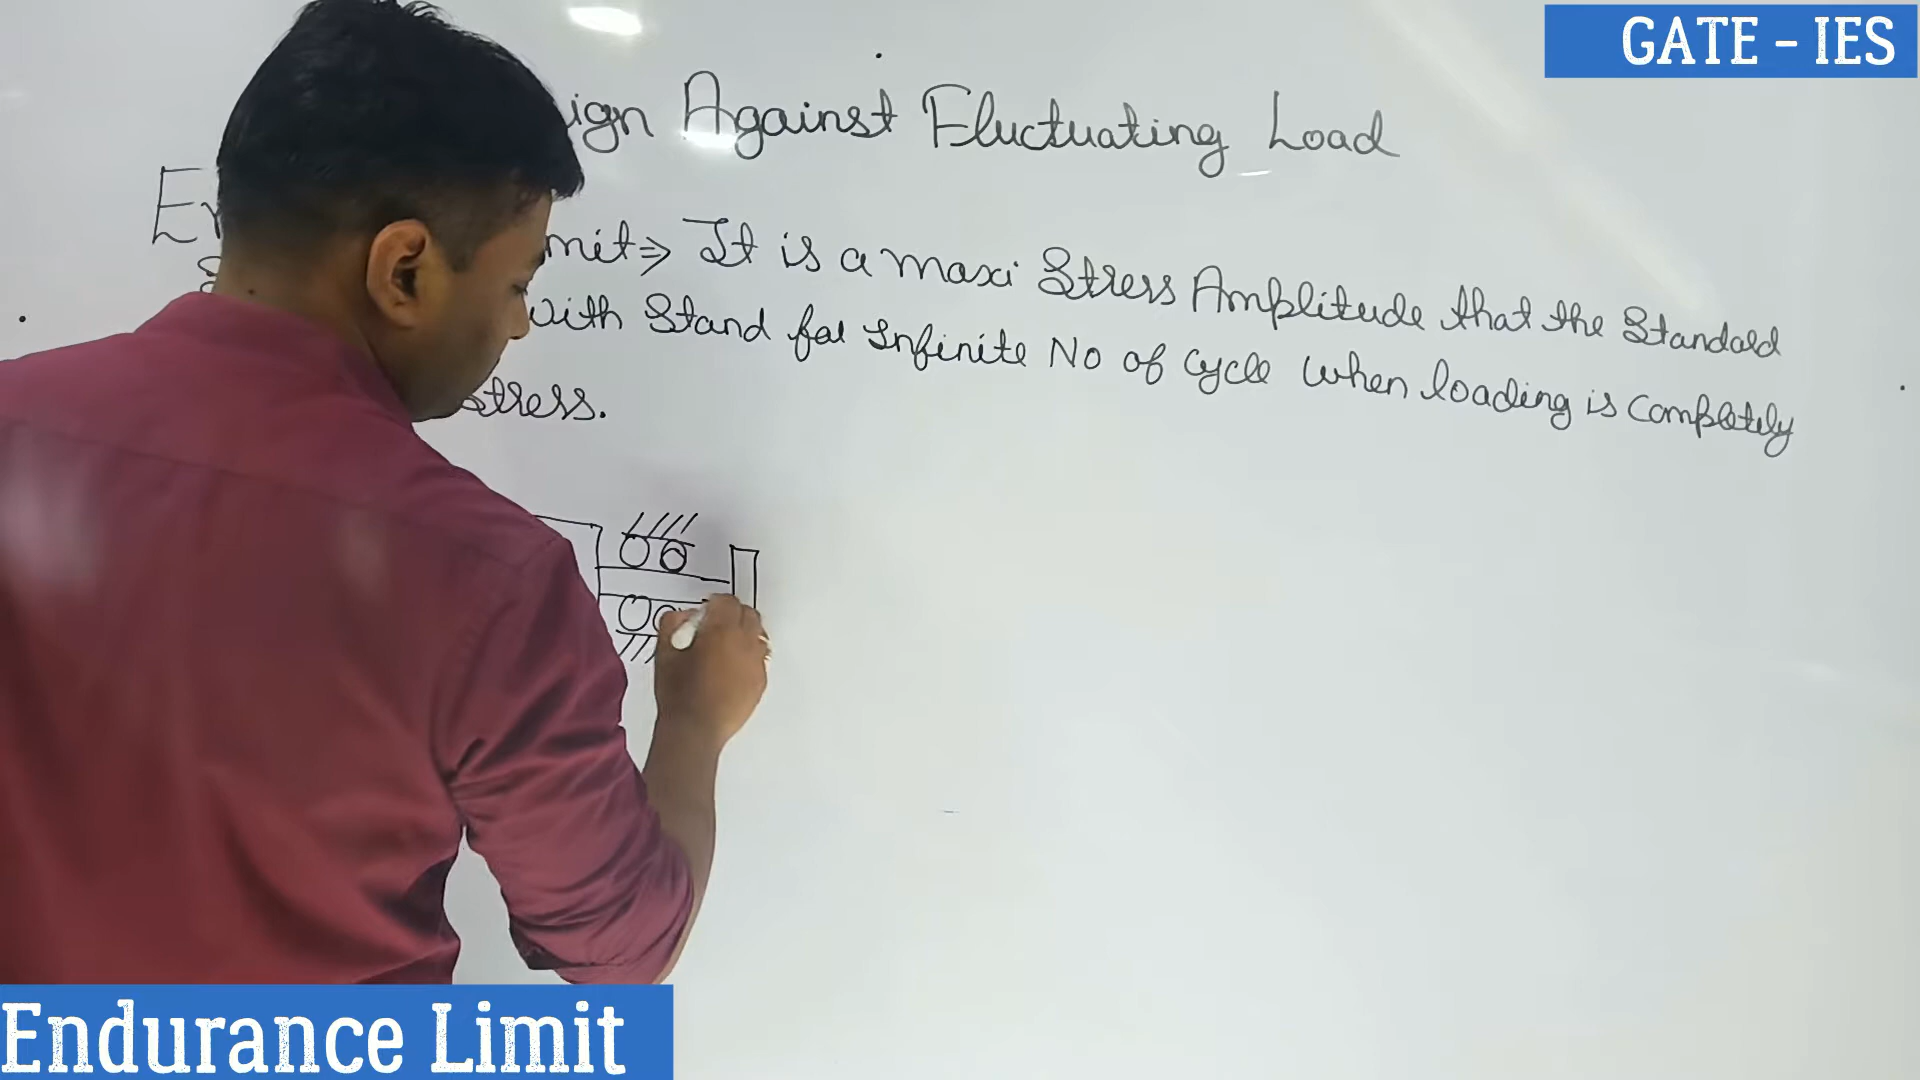 GATE - IES
ign Against Fluctuating Load
mit ⇒ It is a maxi Stress Amplitude that the Standard
With Stand for Infinite No of Cycle When loading is Completely
Stress.
Endurance Limit